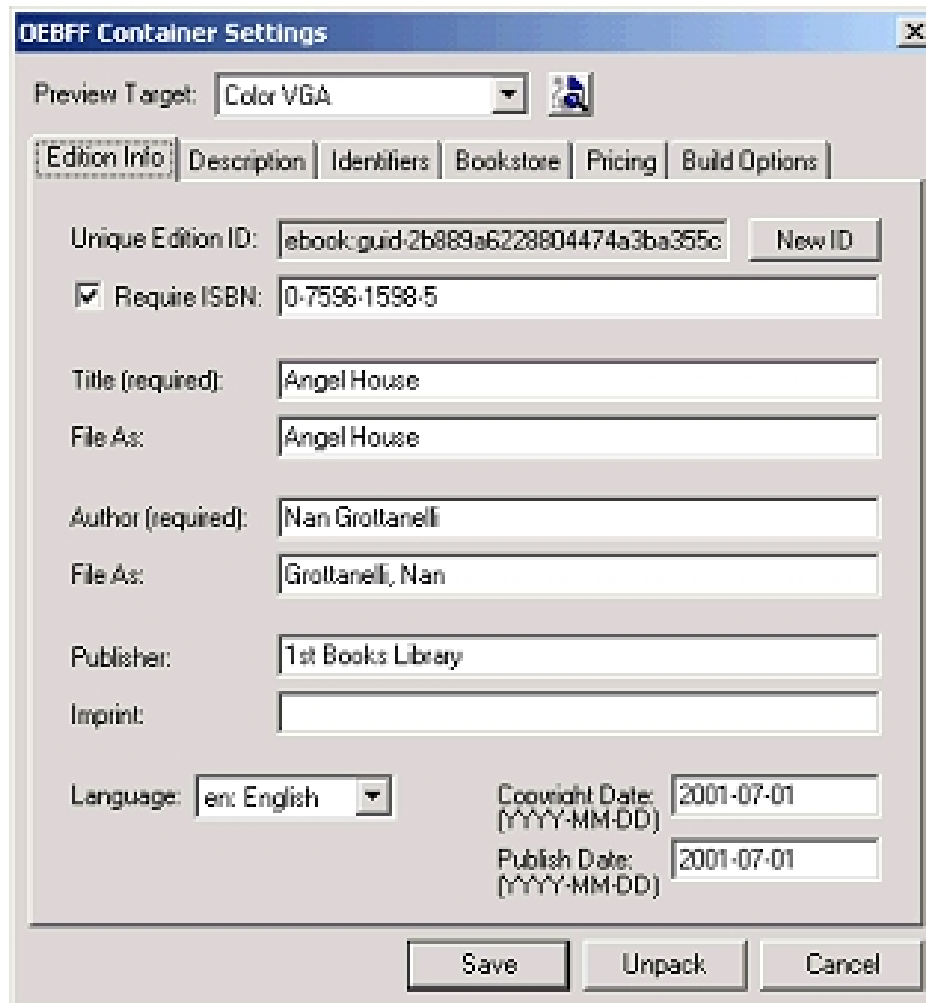 OEBFF Container Settings
Preview Target: Color VGA
Edition Info Description Identifiers Bookstore Pricing Build Options
Unique Edition ID: ebook:guid-2b889a6228804474a3ba355c New ID
Require ISBN: 0-7596-1598-5
Title (required): Angel House
File As: Angel House
Author (required): Nan Grottanelli
File As: Grottanelli, Nan
Publisher: 1st Books Library
Imprint:
Language: en: English
Copyright Date: 2001-07-01
(YYYY-MM-DD)
Publish Date: 2001-07-01
(YYYY-MM-DD)
Save Unpack Cancel